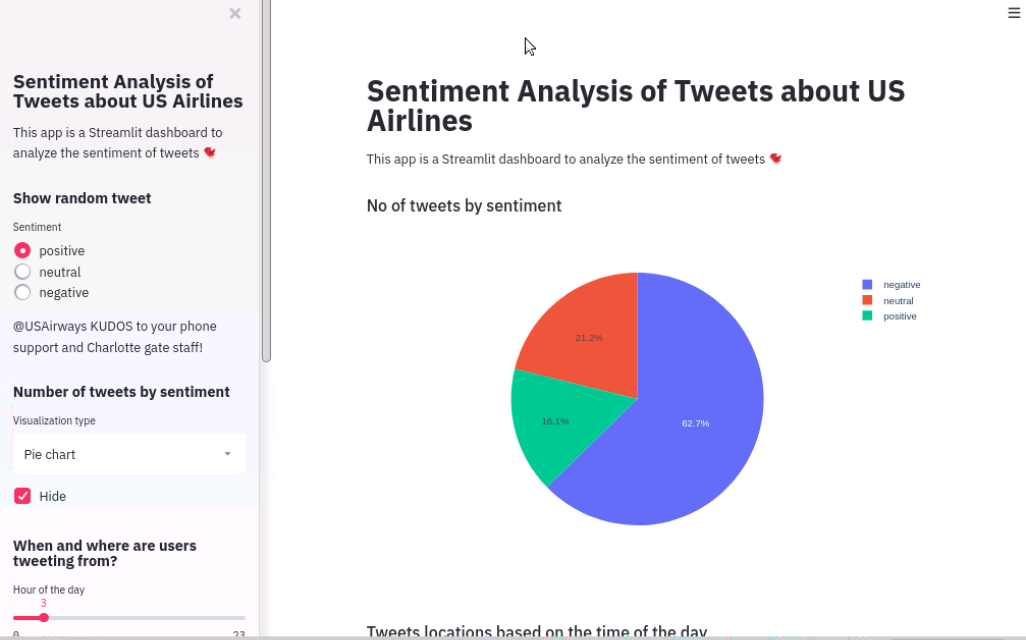 Sentiment Analysis of
Tweets about US Airlines
This app is a Streamlit dashboard to
analyze the sentiment of tweets
Show random tweet
Sentiment
positive
neutral
negative
@USAirways KUDOS to your phone
support and Charlotte gate staff!
Number of tweets by sentiment
Visualization type
Pie chart
Hide
When and where are users
tweeting from?
Hour of the day
3
0 23
Sentiment Analysis of Tweets about US
Airlines
This app is a Streamlit dashboard to analyze the sentiment of tweets
No of tweets by sentiment
21.2%
16.1%
62.7%
negative
neutral
positive
Tweets locations based on the time of the day